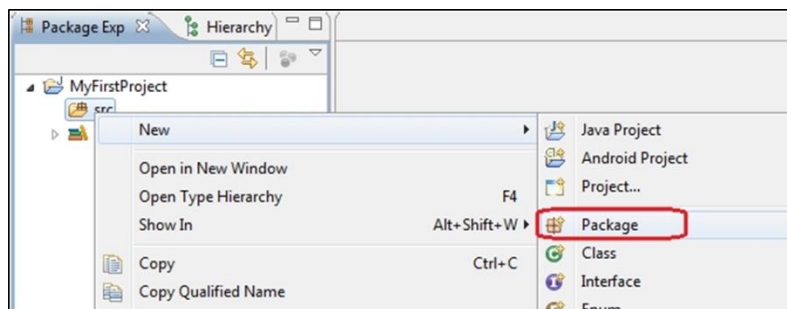 Package Exp Hierarchy
MyFirstProject
src
New
Open in New Window
Open Type Hierarchy F4
Show In Alt+Shift+W
Copy Ctrl+C
Copy Qualified Name
Java Project
Android Project
Project...
Package
Class
Interface
Enum